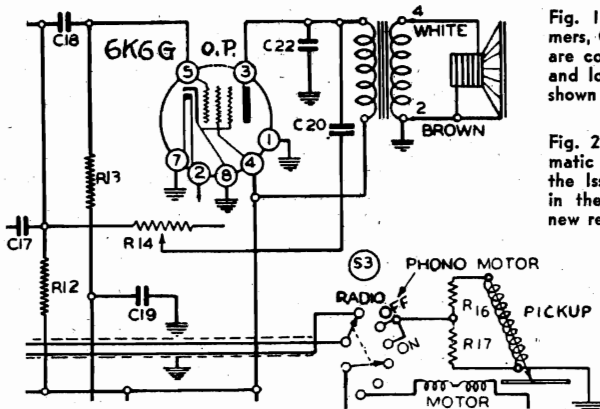 C18
6K6G O.P.
C22
4
WHITE
2
BROWN
5
3
1
7
2
8
4
C20
R13
C17
R14
R12
C19
S3
PHONO MOTOR
RADIO
OFF
ON
R16
R17
PICKUP
MOTOR
Fig. 1
mers, 
are co
and lo
shown
Fig. 2
matic
the Iss
in the
new re